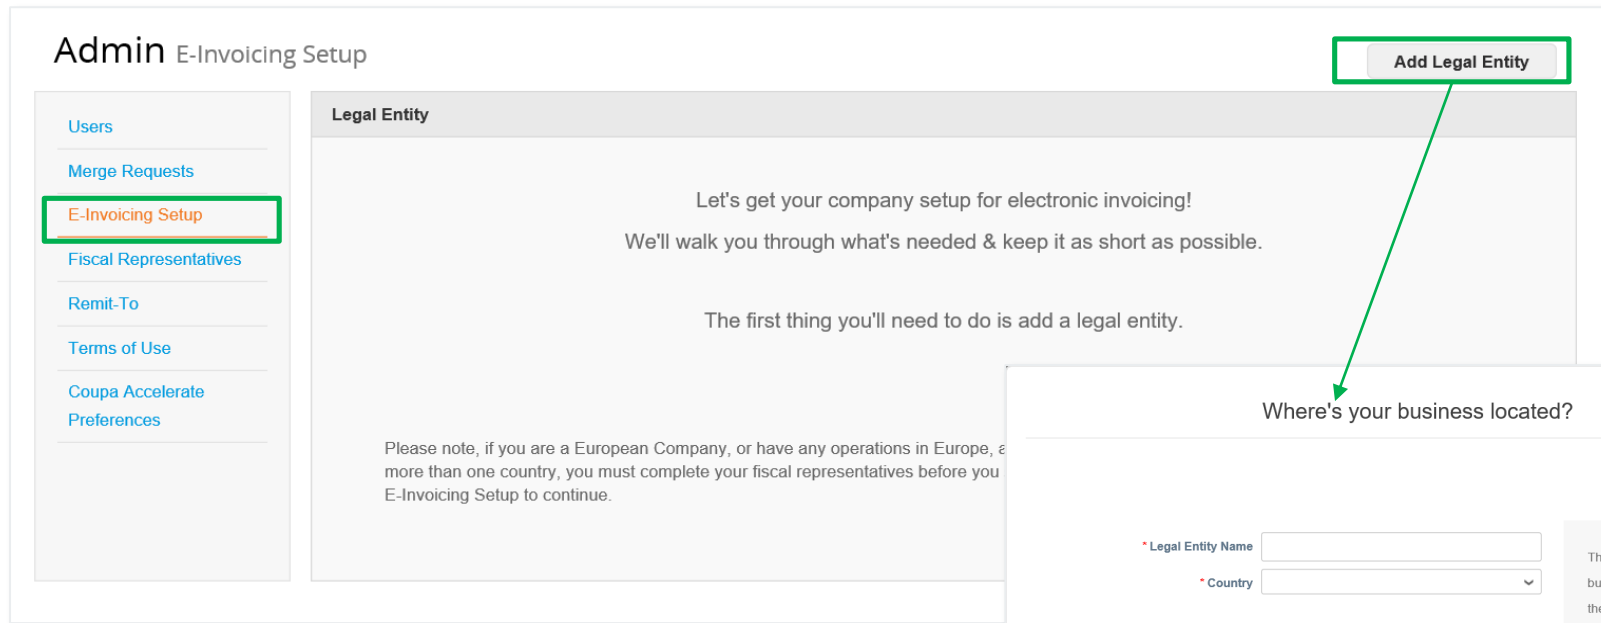 Admin E-Invoicing Setup
Add Legal Entity
Users
Merge Requests
E-Invoicing Setup
Fiscal Representatives
Remit-To
Terms of Use
Coupa Accelerate
Preferences
Legal Entity
Let's get your company setup for electronic invoicing!
We'll walk you through what's needed & keep it as short as possible.
The first thing you'll need to do is add a legal entity.
Please note, if you are a European Company, or have any operations in Europe,
more than one country, you must complete your fiscal representatives before you
E-Invoicing Setup to continue.
Where's your business located?
* Legal Entity Name
* Country